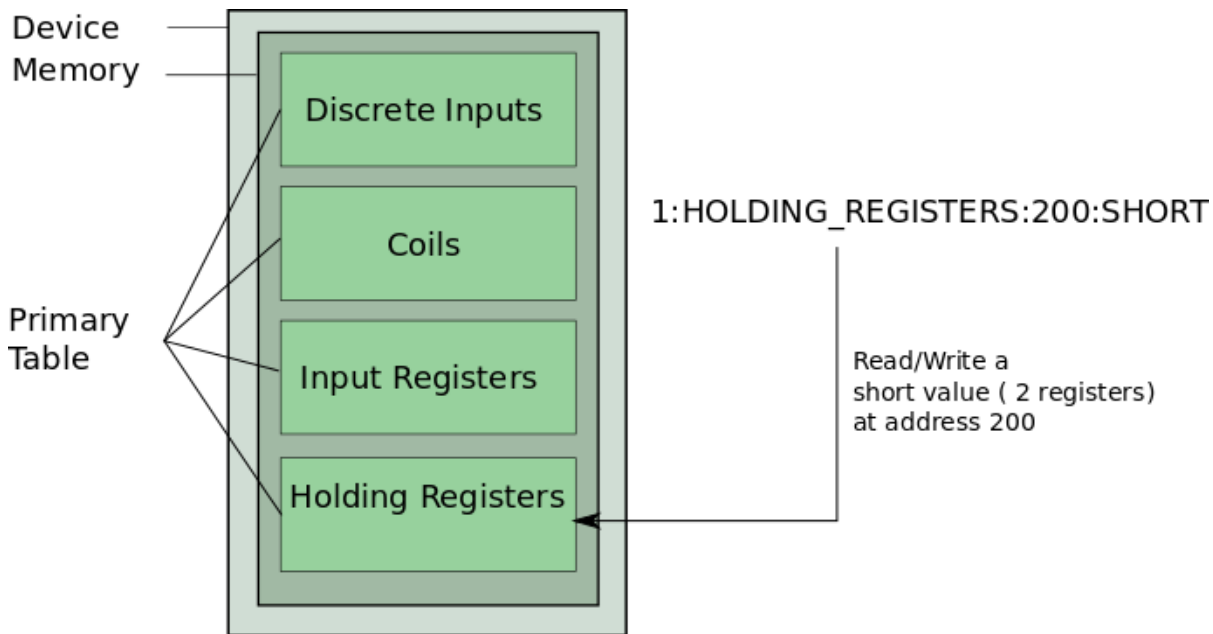 Device
Memory
Discrete Inputs
Coils
Primary
Table
Input Registers
Holding Registers
1:HOLDING_REGISTERS:200:SHORT
Read/Write a
short value ( 2 registers)
at address 200